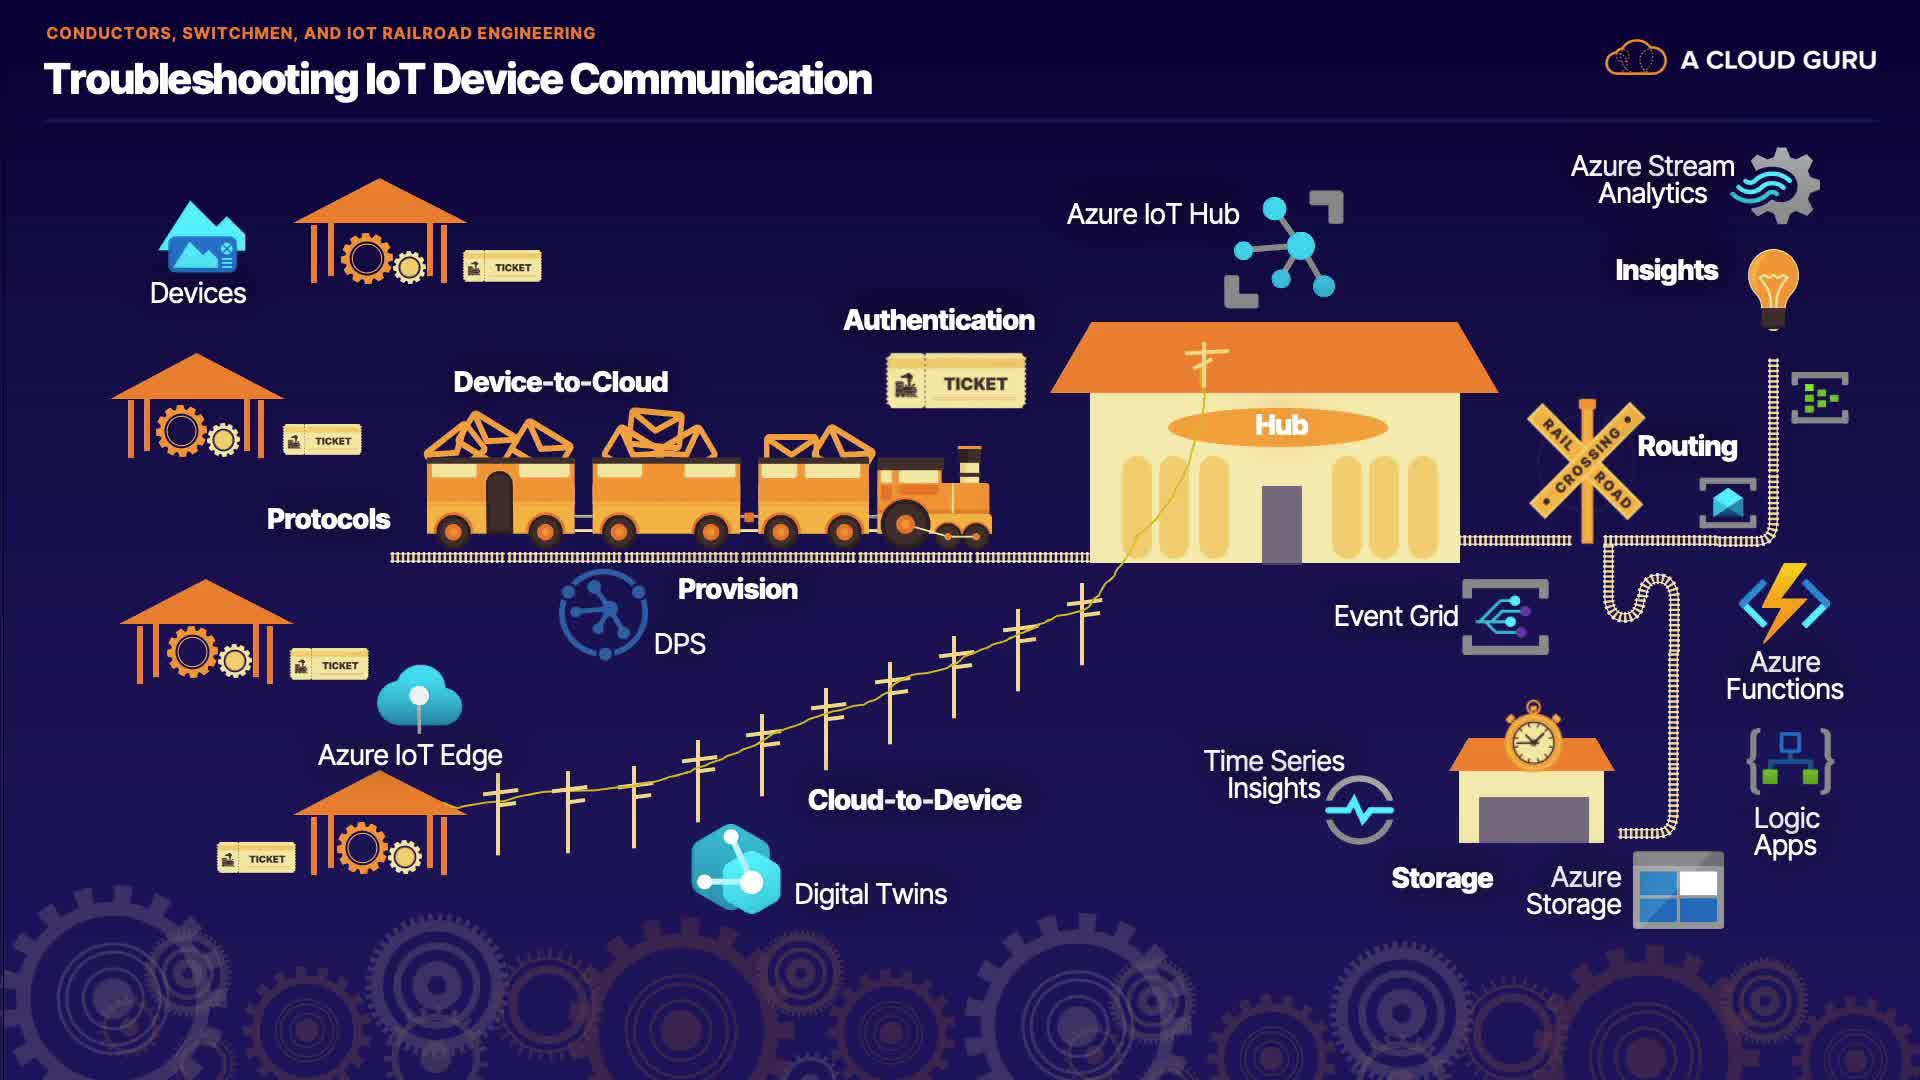 CONDUCTORS, SWITCHMEN, AND IOT RAILROAD ENGINEERING
Troubleshooting IoT Device Communication
A CLOUD GURU
Azure Stream
Analytics
Azure IoT Hub
Insights
Devices
TICKET
Authentication
TICKET
Device-to-Cloud
TICKET
Hub
RAIL ROAD
CROSSING
Routing
Protocols
Provision
DPS
Event Grid
TICKET
Azure
Functions
Azure IoT Edge
Time Series
Insights
Cloud-to-Device
Logic
Apps
TICKET
Digital Twins
Storage
Azure
Storage